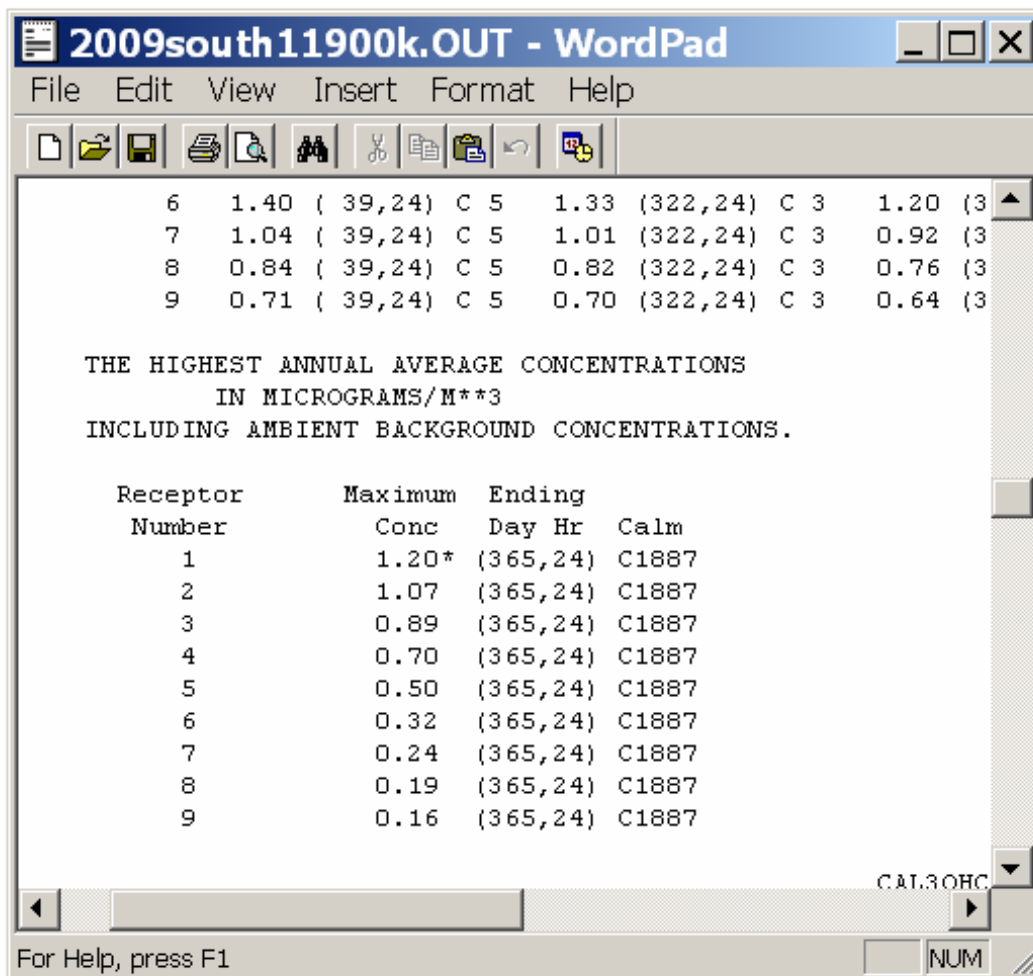 2009south11900k.OUT - WordPad
File Edit View Insert Format Help
6 1.40 ( 39,24) C 5 1.33 (322,24) C 3 1.20 (3
7 1.04 ( 39,24) C 5 1.01 (322,24) C 3 0.92 (3
8 0.84 ( 39,24) C 5 0.82 (322,24) C 3 0.76 (3
9 0.71 ( 39,24) C 5 0.70 (322,24) C 3 0.64 (3
THE HIGHEST ANNUAL AVERAGE CONCENTRATIONS
IN MICROGRAMS/M**3
INCLUDING AMBIENT BACKGROUND CONCENTRATIONS.
Receptor Maximum Ending
Number Conc Day Hr Calm
1 1.20* (365,24) C1887
2 1.07 (365,24) C1887
3 0.89 (365,24) C1887
4 0.70 (365,24) C1887
5 0.50 (365,24) C1887
6 0.32 (365,24) C1887
7 0.24 (365,24) C1887
8 0.19 (365,24) C1887
9 0.16 (365,24) C1887
CAL3QHC
For Help, press F1 NUM